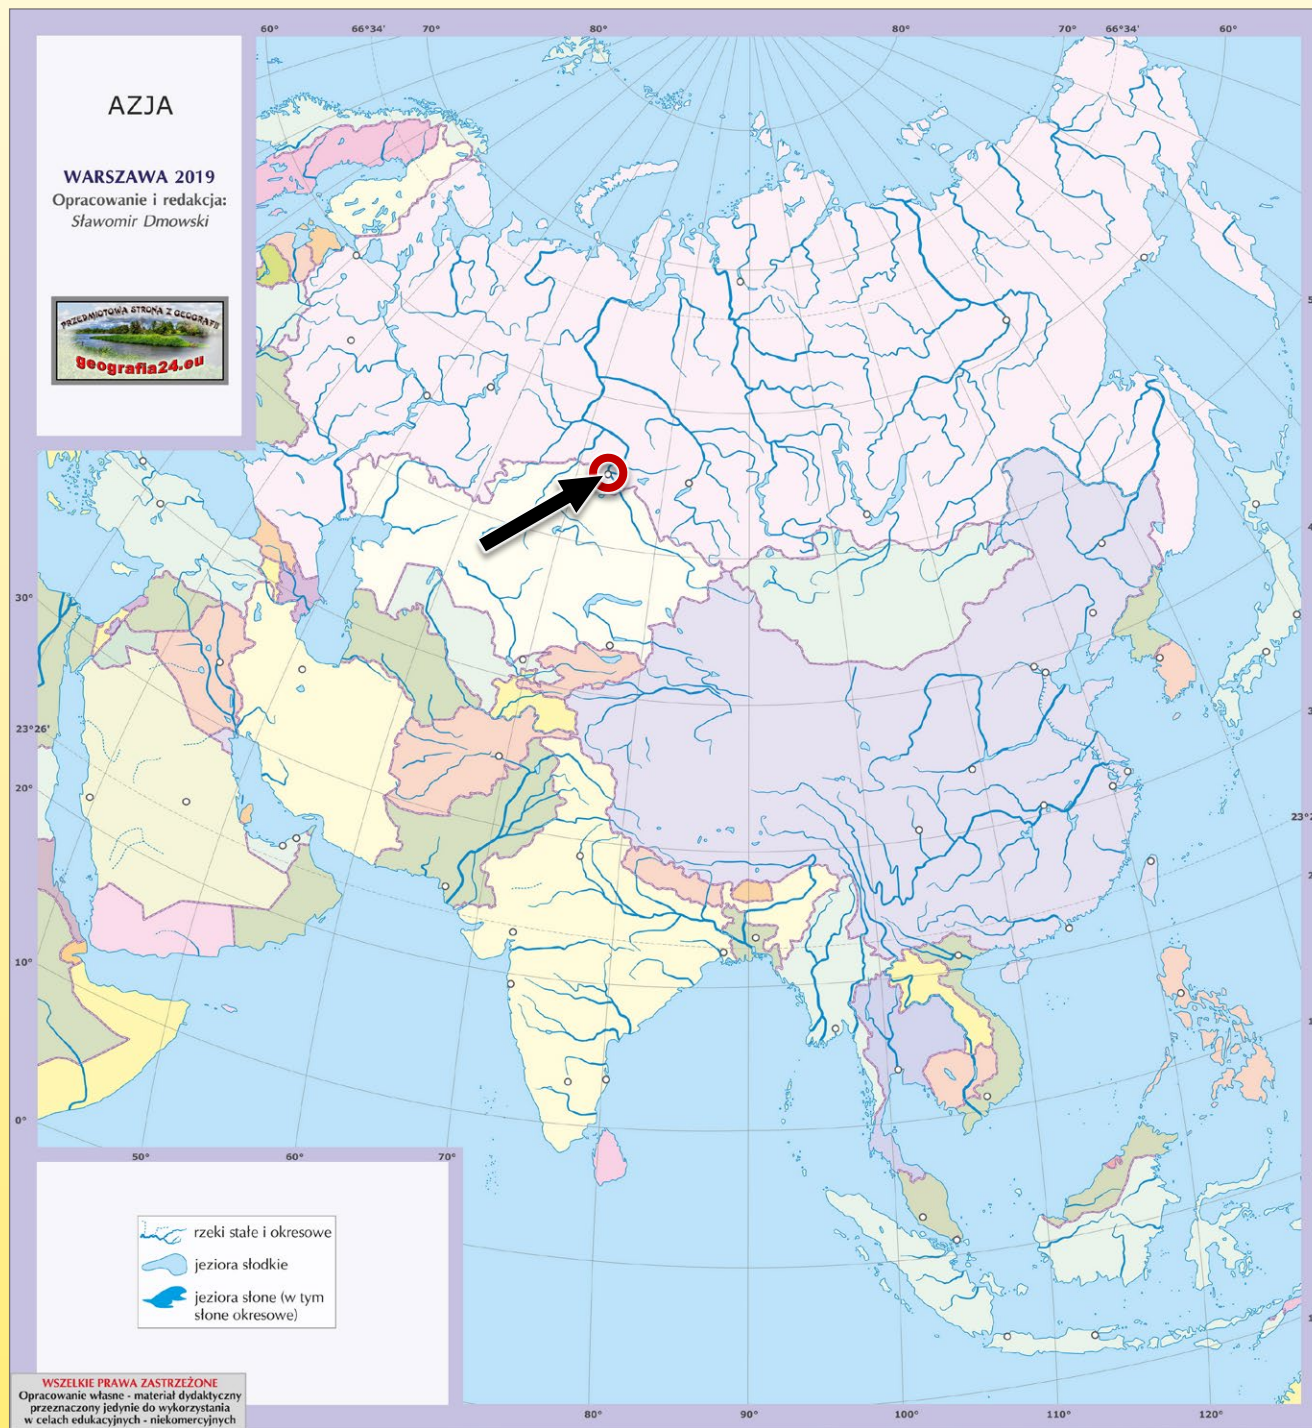 60° 66°34' 70° 80° 80° 70° 66°34' 60°
AZJA
WARSZAWA 2019
Opracowanie i redakcja:
Sławomir Dmowski
PRZEDMIOTOWA STRONA Z GEOGRAFII
geografia24.eu
30°
23°26'
20°
10°
0°
50° 60° 70°
rzeki stałe i okresowe
jeziora słodkie
jeziora słone (w tym
słone okresowe)
WSZELKIE PRAWA ZASTRZEŻONE
Opracowanie własne - materiał dydaktyczny
przeznaczony jedynie do wykorzystania
w celach edukacyjnych - niekomercyjnych
80° 90° 100° 110° 120°